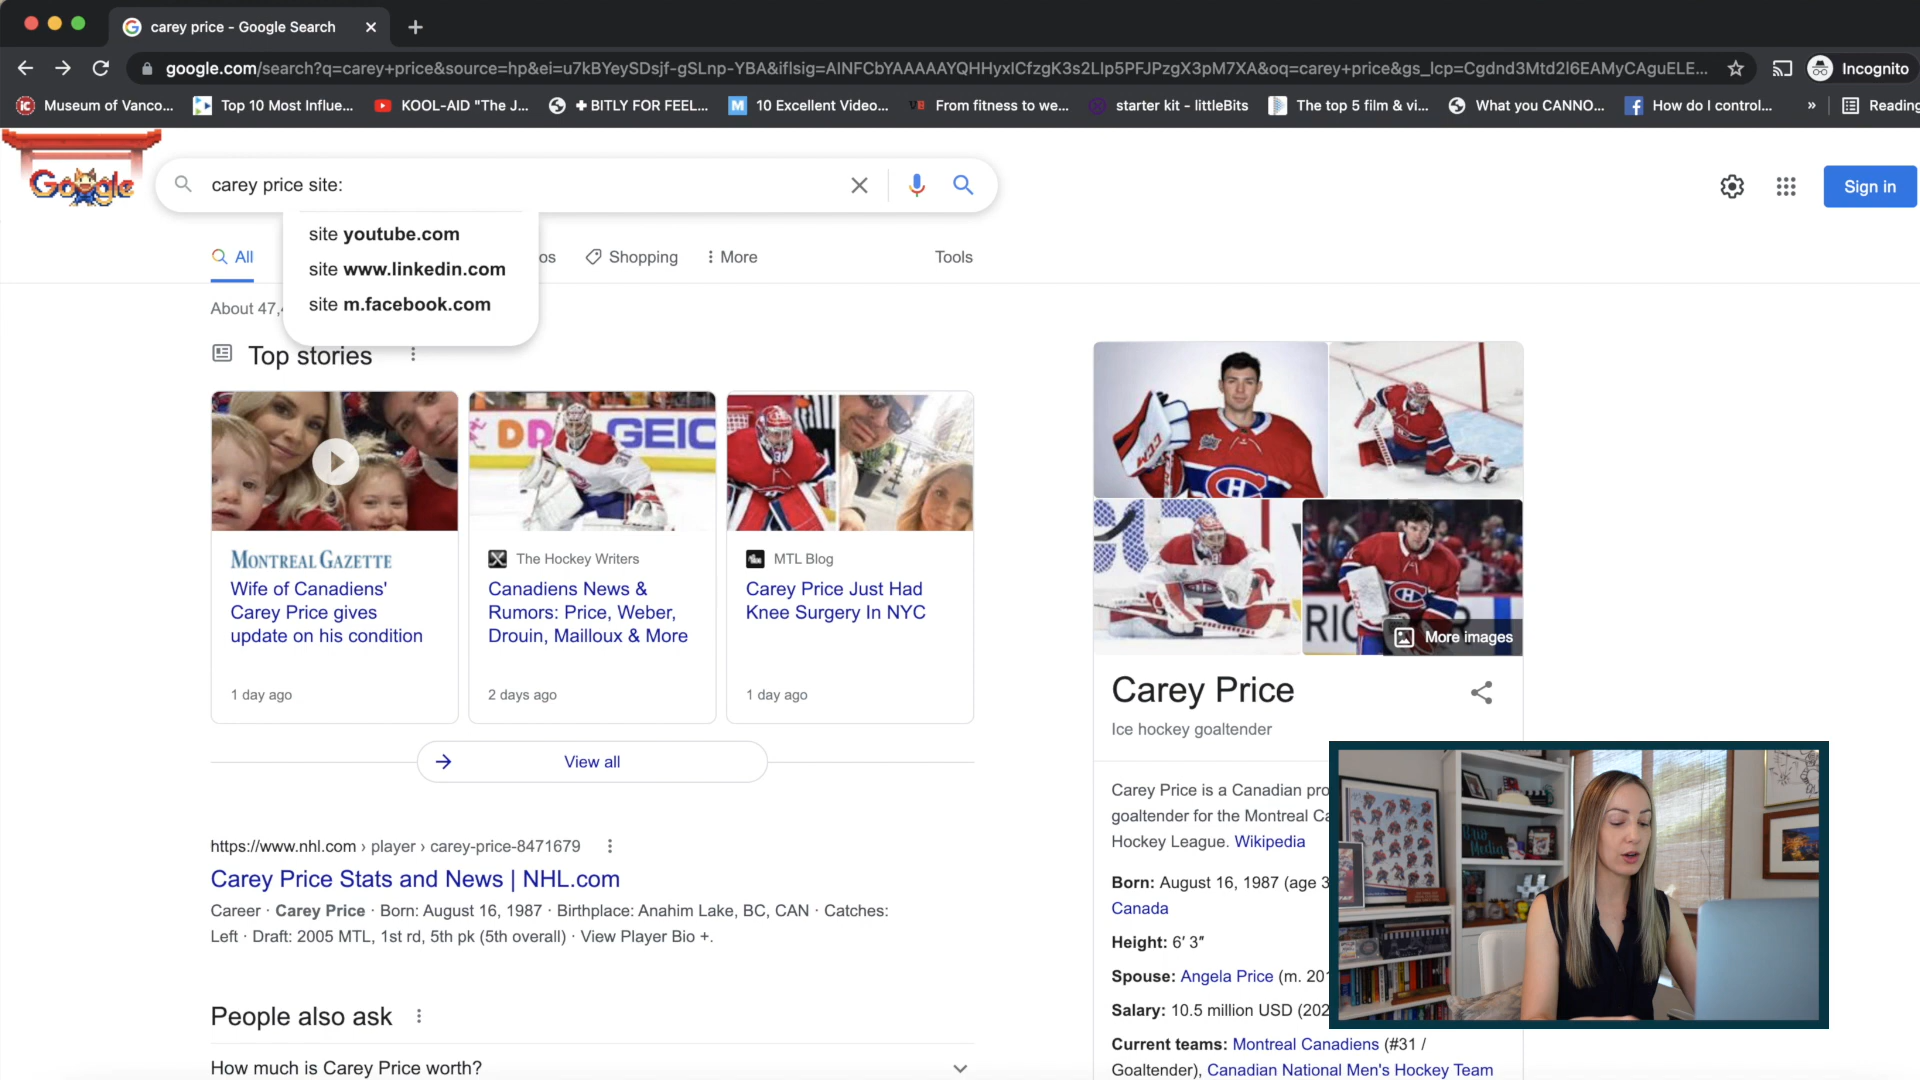 carey price - Google Search
google.com/search?q=carey+price&source=hp&ei=u7kBYeySDsjf-gSLnp-YBA&iflsig=AINFCbYAAAAAYQHHyxlCfzgK3s2LIp5PFJPzgX3pM7XA&oq=carey+price&gs_lcp=Cgdnd3Mtd2l6EAMyCAguELE...
Incognito
Museum of Vanco...
Top 10 Most Influe...
KOOL-AID "The J...
+ BITLY FOR FEEL...
10 Excellent Video...
From fitness to we...
starter kit - littleBits
The top 5 film & vi...
What you CANNO...
How do I control...
»
Reading
Google
carey price site:
Sign in
site youtube.com
site www.linkedin.com
site m.facebook.com
All
os
Shopping
More
Tools
About 47,
Top stories
MONTREAL GAZETTE
Wife of Canadiens'
Carey Price gives
update on his condition
1 day ago
The Hockey Writers
Canadiens News &
Rumors: Price, Weber,
Drouin, Mailloux & More
2 days ago
MTL Blog
Carey Price Just Had
Knee Surgery In NYC
1 day ago
View all
https://www.nhl.com › player › carey-price-8471679
Carey Price Stats and News | NHL.com
Career · Carey Price · Born: August 16, 1987 · Birthplace: Anahim Lake, BC, CAN · Catches:
Left · Draft: 2005 MTL, 1st rd, 5th pk (5th overall) · View Player Bio +.
People also ask
How much is Carey Price worth?
More images
Carey Price
Ice hockey goaltender
Carey Price is a Canadian pro
goaltender for the Montreal Ca
Hockey League. Wikipedia
Born: August 16, 1987 (age 3
Canada
Height: 6′ 3″
Spouse: Angela Price (m. 201
Salary: 10.5 million USD (202
Current teams: Montreal Canadiens (#31 /
Goaltender), Canadian National Men's Hockey Team